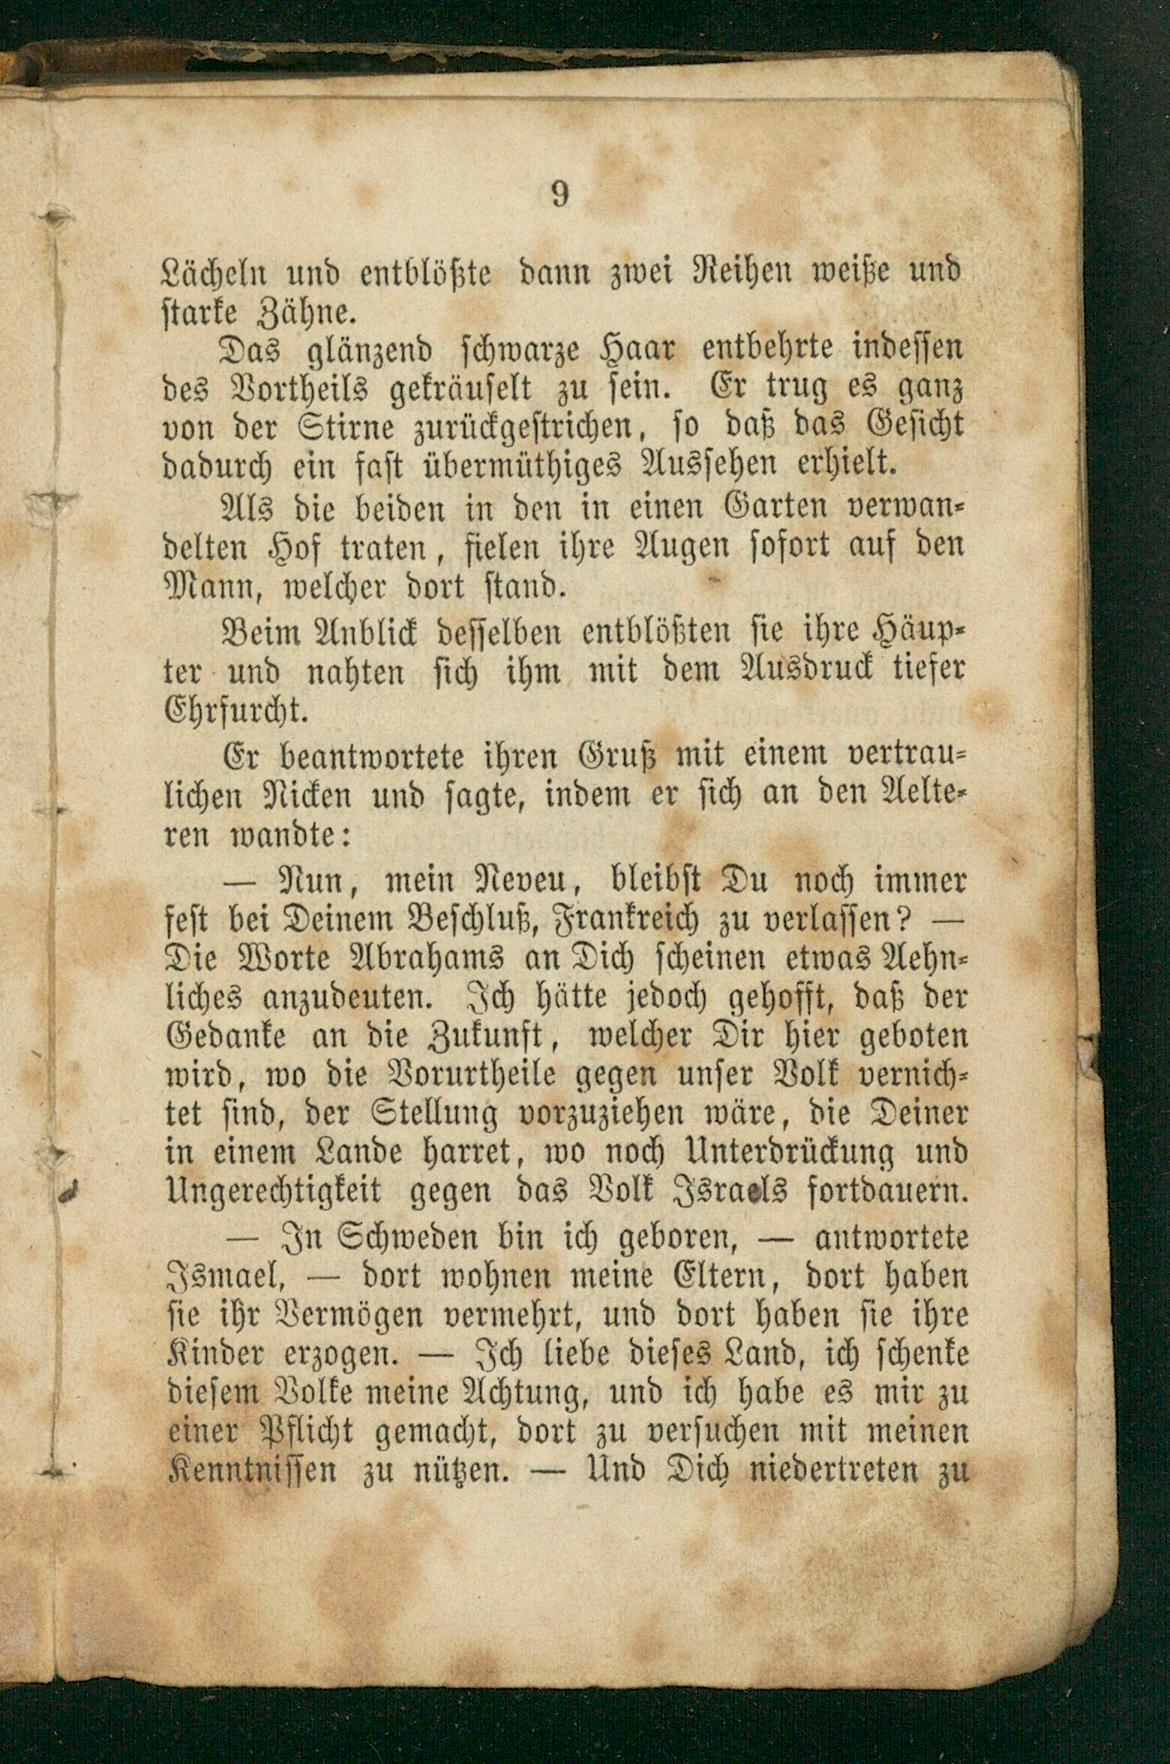 9
Lächeln und entblößte dann zwei Reihen weiße und
starke Zähne.
Das glänzend schwarze Haar entbehrte indessen
des Vortheils gekräuselt zu sein. Er trug es ganz
von der Stirne zurückgestrichen, so daß das Gesicht
dadurch ein fast übermüthiges Aussehen erhielt.
Als die beiden in den in einen Garten verwan-
delten Hof traten, fielen ihre Augen sofort auf den
Mann, welcher dort stand.
Beim Anblick desselben entblößten sie ihre Häup-
ter und nahten sich ihm mit dem Ausdruck tiefer
Ehrfurcht.
Er beantwortete ihren Gruß mit einem vertrau-
lichen Nicken und sagte, indem er sich an den Aelte-
ren wandte:
— Nun, mein Neveu, bleibst Du noch immer
fest bei Deinem Beschluß, Frankreich zu verlassen? —
Die Worte Abrahams an Dich scheinen etwas Aehn-
liches anzudeuten. Ich hätte jedoch gehofft, daß der
Gedanke an die Zukunft, welcher Dir hier geboten
wird, wo die Vorurtheile gegen unser Volk vernich-
tet sind, der Stellung vorzuziehen wäre, die Deiner
in einem Lande harret, wo noch Unterdrückung und
Ungerechtigkeit gegen das Volk Israels fortdauern.
— In Schweden bin ich geboren, — antwortete
Ismael, — dort wohnen meine Eltern, dort haben
sie ihr Vermögen vermehrt, und dort haben sie ihre
Kinder erzogen. — Ich liebe dieses Land, ich schenke
diesem Volke meine Achtung, und ich habe es mir zu
einer Pflicht gemacht, dort zu versuchen mit meinen
Kenntnissen zu nützen. — Und Dich niedertreten zu